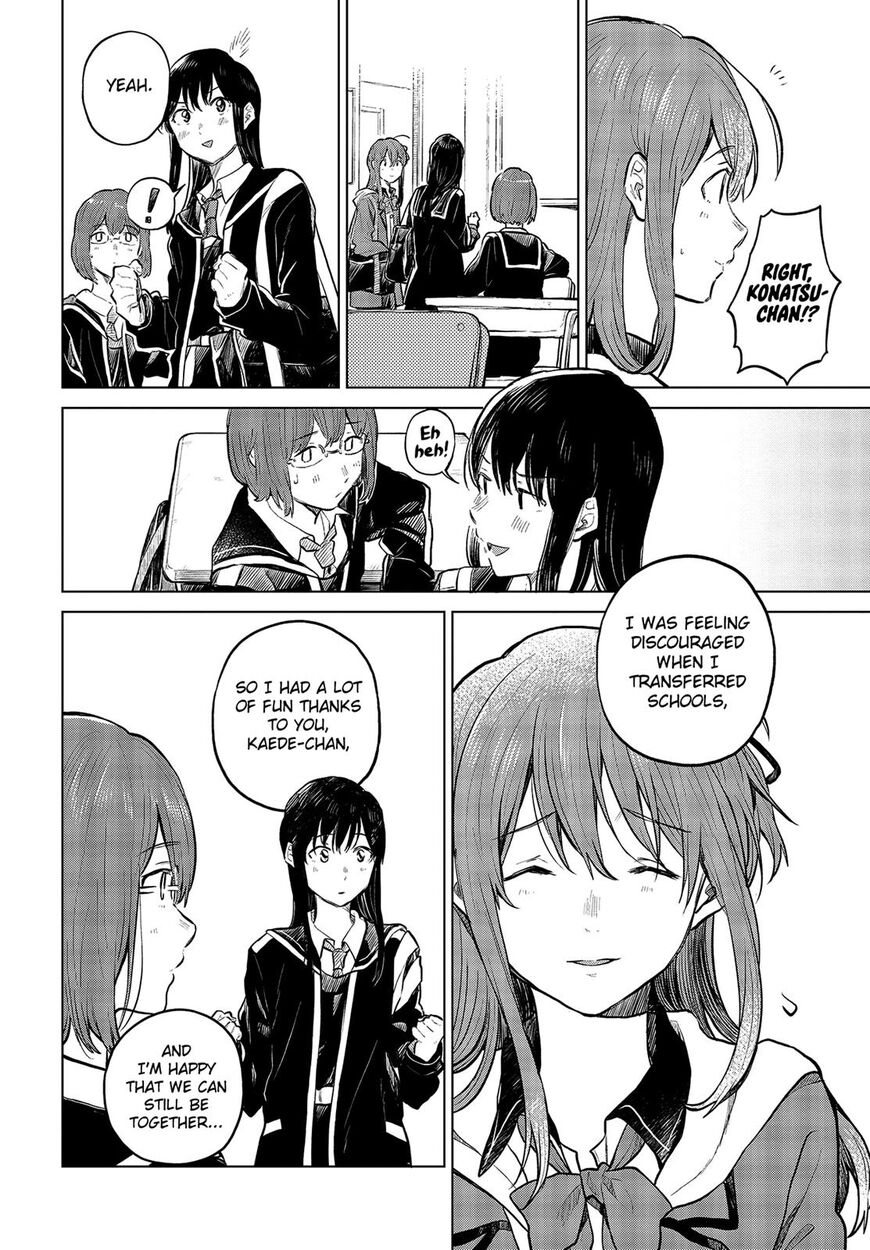 RIGHT,
KONATSU-
CHAN!?
YEAH.
!
Eh
heh!
I WAS FEELING
DISCOURAGED
WHEN I
TRANSFERRED
SCHOOLS,
SO I HAD A LOT
OF FUN THANKS
TO YOU,
KAEDE-CHAN,
AND
I'M HAPPY
THAT WE CAN
STILL BE
TOGETHER...